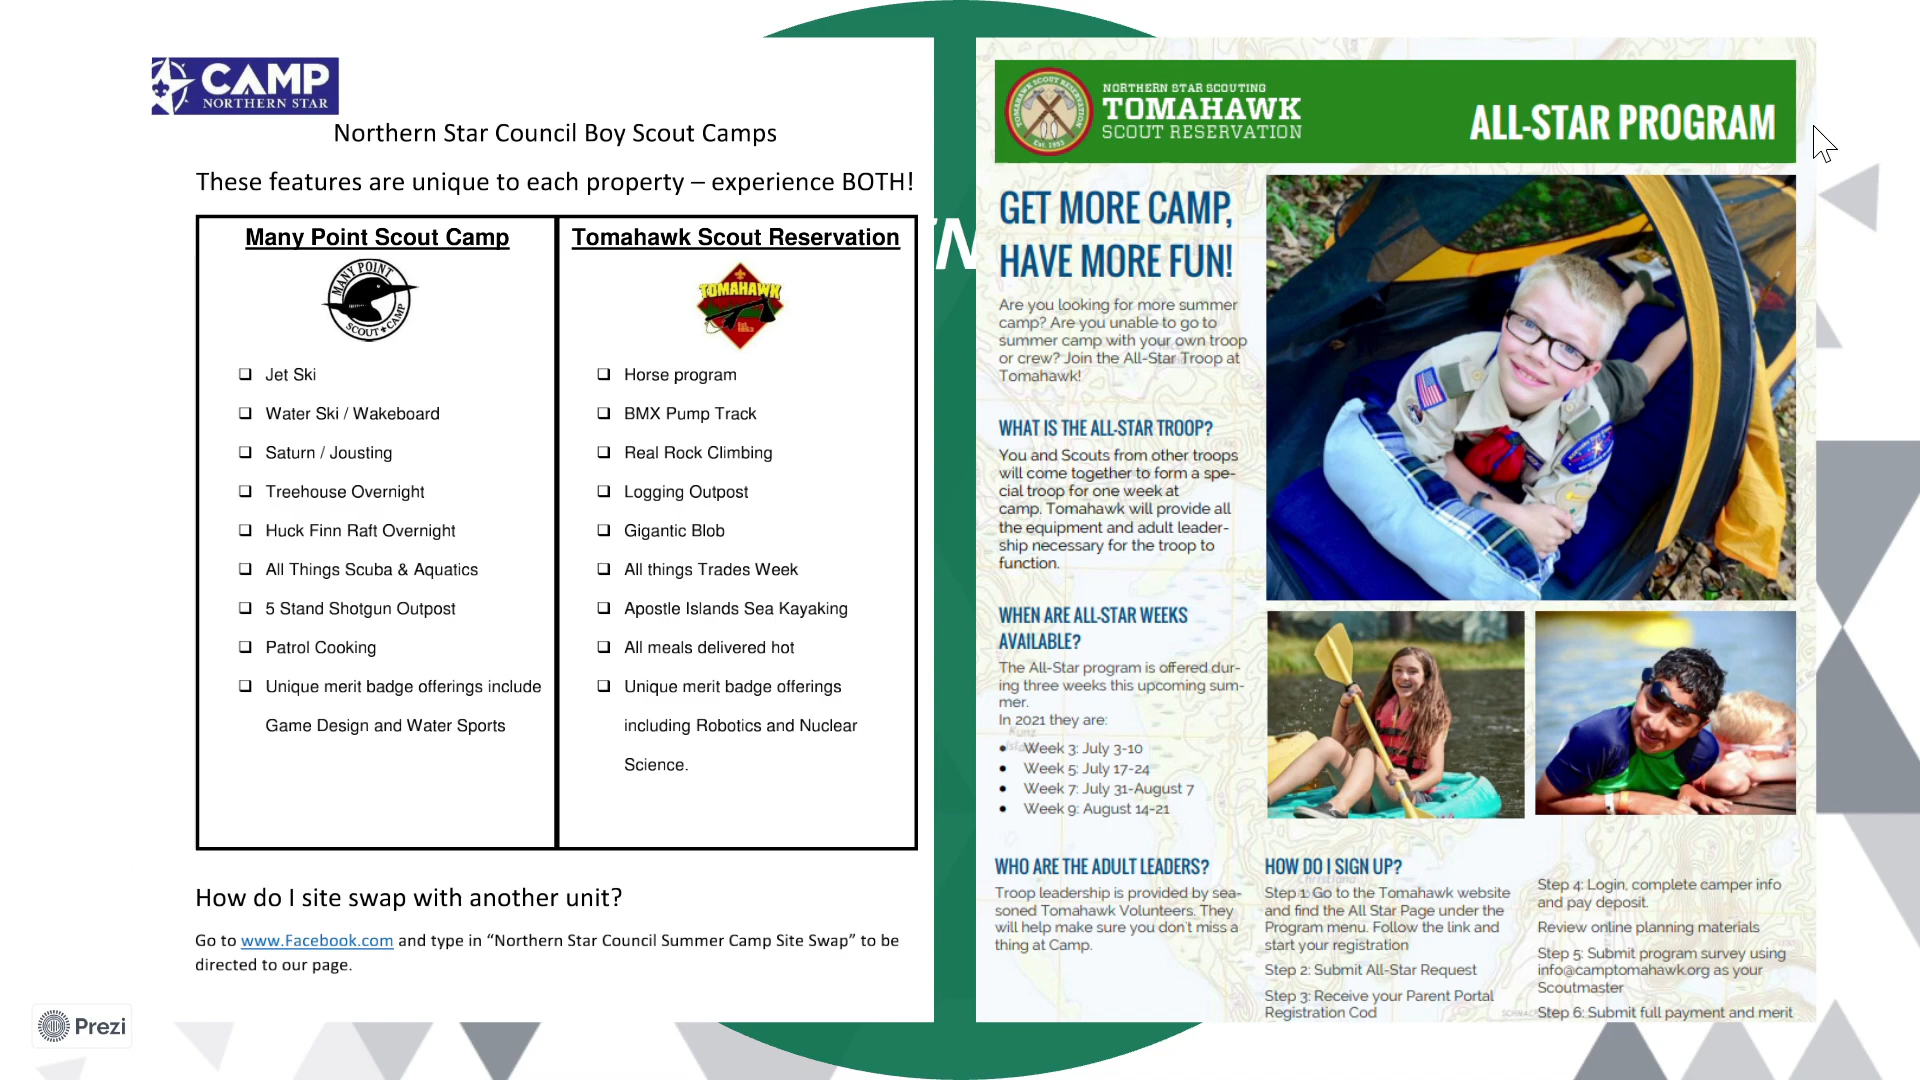 CAMP
NORTHERN STAR
Northern Star Council Boy Scout Camps
These features are unique to each property – experience BOTH!
Many Point Scout Camp
MANY POINT
SCOUT CAMP
❑ Jet Ski
❑ Water Ski / Wakeboard
❑ Saturn / Jousting
❑ Treehouse Overnight
❑ Huck Finn Raft Overnight
❑ All Things Scuba & Aquatics
❑ 5 Stand Shotgun Outpost
❑ Patrol Cooking
❑ Unique merit badge offerings include
Game Design and Water Sports
Tomahawk Scout Reservation
TOMAHAWK
❑ Horse program
❑ BMX Pump Track
❑ Real Rock Climbing
❑ Logging Outpost
❑ Gigantic Blob
❑ All things Trades Week
❑ Apostle Islands Sea Kayaking
❑ All meals delivered hot
❑ Unique merit badge offerings
including Robotics and Nuclear
Science.
How do I site swap with another unit?
Go to www.Facebook.com and type in “Northern Star Council Summer Camp Site Swap” to be
directed to our page.
Prezi
N
TOMAHAWK SCOUT RESERVATION
Est. 1953
NORTHERN STAR SCOUTING
TOMAHAWK
SCOUT RESERVATION
ALL-STAR PROGRAM
GET MORE CAMP,
HAVE MORE FUN!
Are you looking for more summer
camp? Are you unable to go to
summer camp with your own troop
or crew? Join the All-Star Troop at
Tomahawk!
WHAT IS THE ALL-STAR TROOP?
You and Scouts from other troops
will come together to form a spe-
cial troop for one week at
camp. Tomahawk will provide all
the equipment and adult leader-
ship necessary for the troop to
function.
WHEN ARE ALL-STAR WEEKS
AVAILABLE?
The All-Star program is offered dur-
ing three weeks this upcoming sum-
mer.
In 2021 they are:
• Week 3: July 3-10
• Week 5: July 17-24
• Week 7: July 31-August 7
• Week 9: August 14-21
WHO ARE THE ADULT LEADERS?
Troop leadership is provided by sea-
soned Tomahawk Volunteers. They
will help make sure you don't miss a
thing at Camp.
HOW DO I SIGN UP?
Step 1: Go to the Tomahawk website
and find the All Star Page under the
Program menu. Follow the link and
start your registration
Step 2: Submit All-Star Request
Step 3: Receive your Parent Portal
Registration Cod
Step 4: Login, complete camper info
and pay deposit.
Review online planning materials
Step 5: Submit program survey using
info@camptomahawk.org as your
Scoutmaster
Step 6: Submit full payment and merit